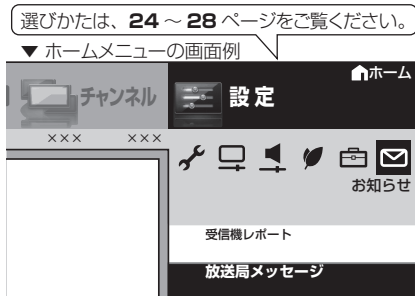 選びかたは、24～28ページをご覧ください。
▼ ホームメニューの画面例
ホーム
チャンネル
設定
××× ×××
お知らせ
受信機レポート
放送局メッセージ